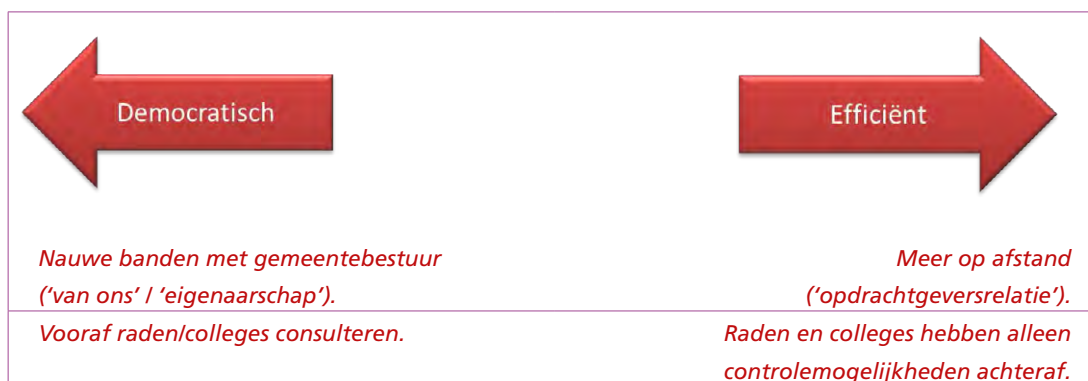 Democratisch
Efficiënt
Nauwe banden met gemeentebestuur
(‘van ons’ / ‘eigenaarschap’).
Meer op afstand
(‘opdrachtgeversrelatie’).
Vooraf raden/colleges consulteren.
Raden en colleges hebben alleen
controlemogelijkheden achteraf.